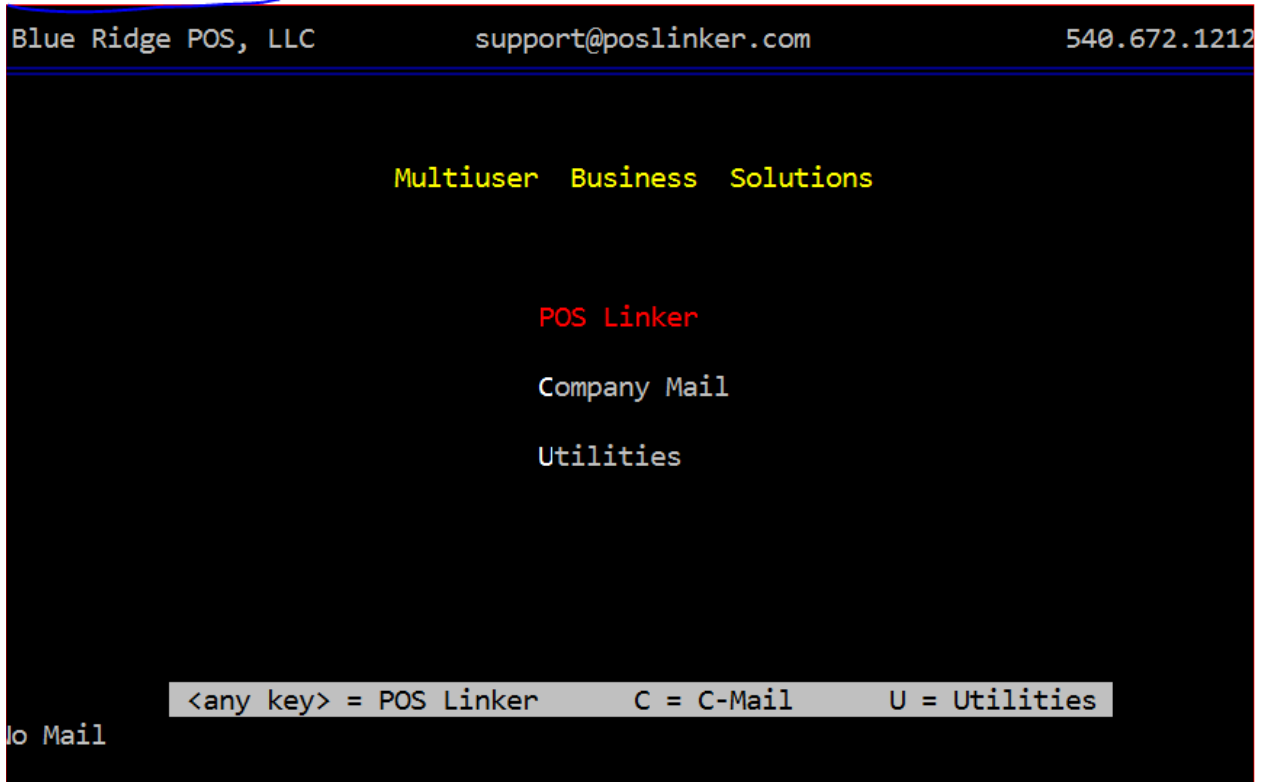 Blue Ridge POS, LLC support@poslinker.com 540.672.1212
Multiuser Business Solutions
POS Linker
Company Mail
Utilities
<any key> = POS Linker C = C-Mail U = Utilities
No Mail